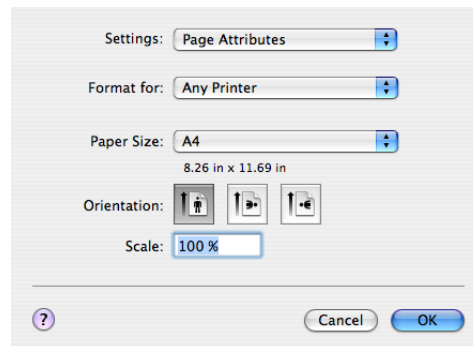 Settings: Page Attributes
Format for: Any Printer
Paper Size: A4
8.26 in x 11.69 in
Orientation:
Scale: 100 %
? Cancel OK